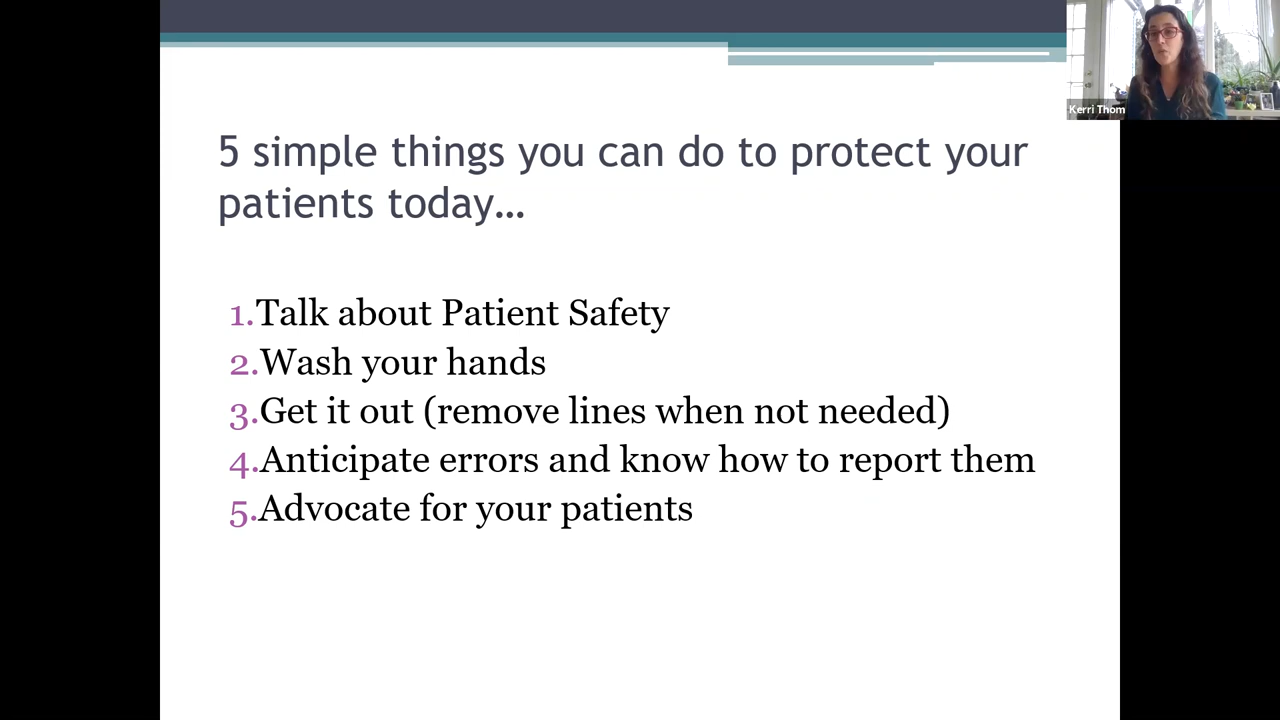 Kerri Thom
5 simple things you can do to protect your
patients today…
1.Talk about Patient Safety
2.Wash your hands
3.Get it out (remove lines when not needed)
4.Anticipate errors and know how to report them
5.Advocate for your patients